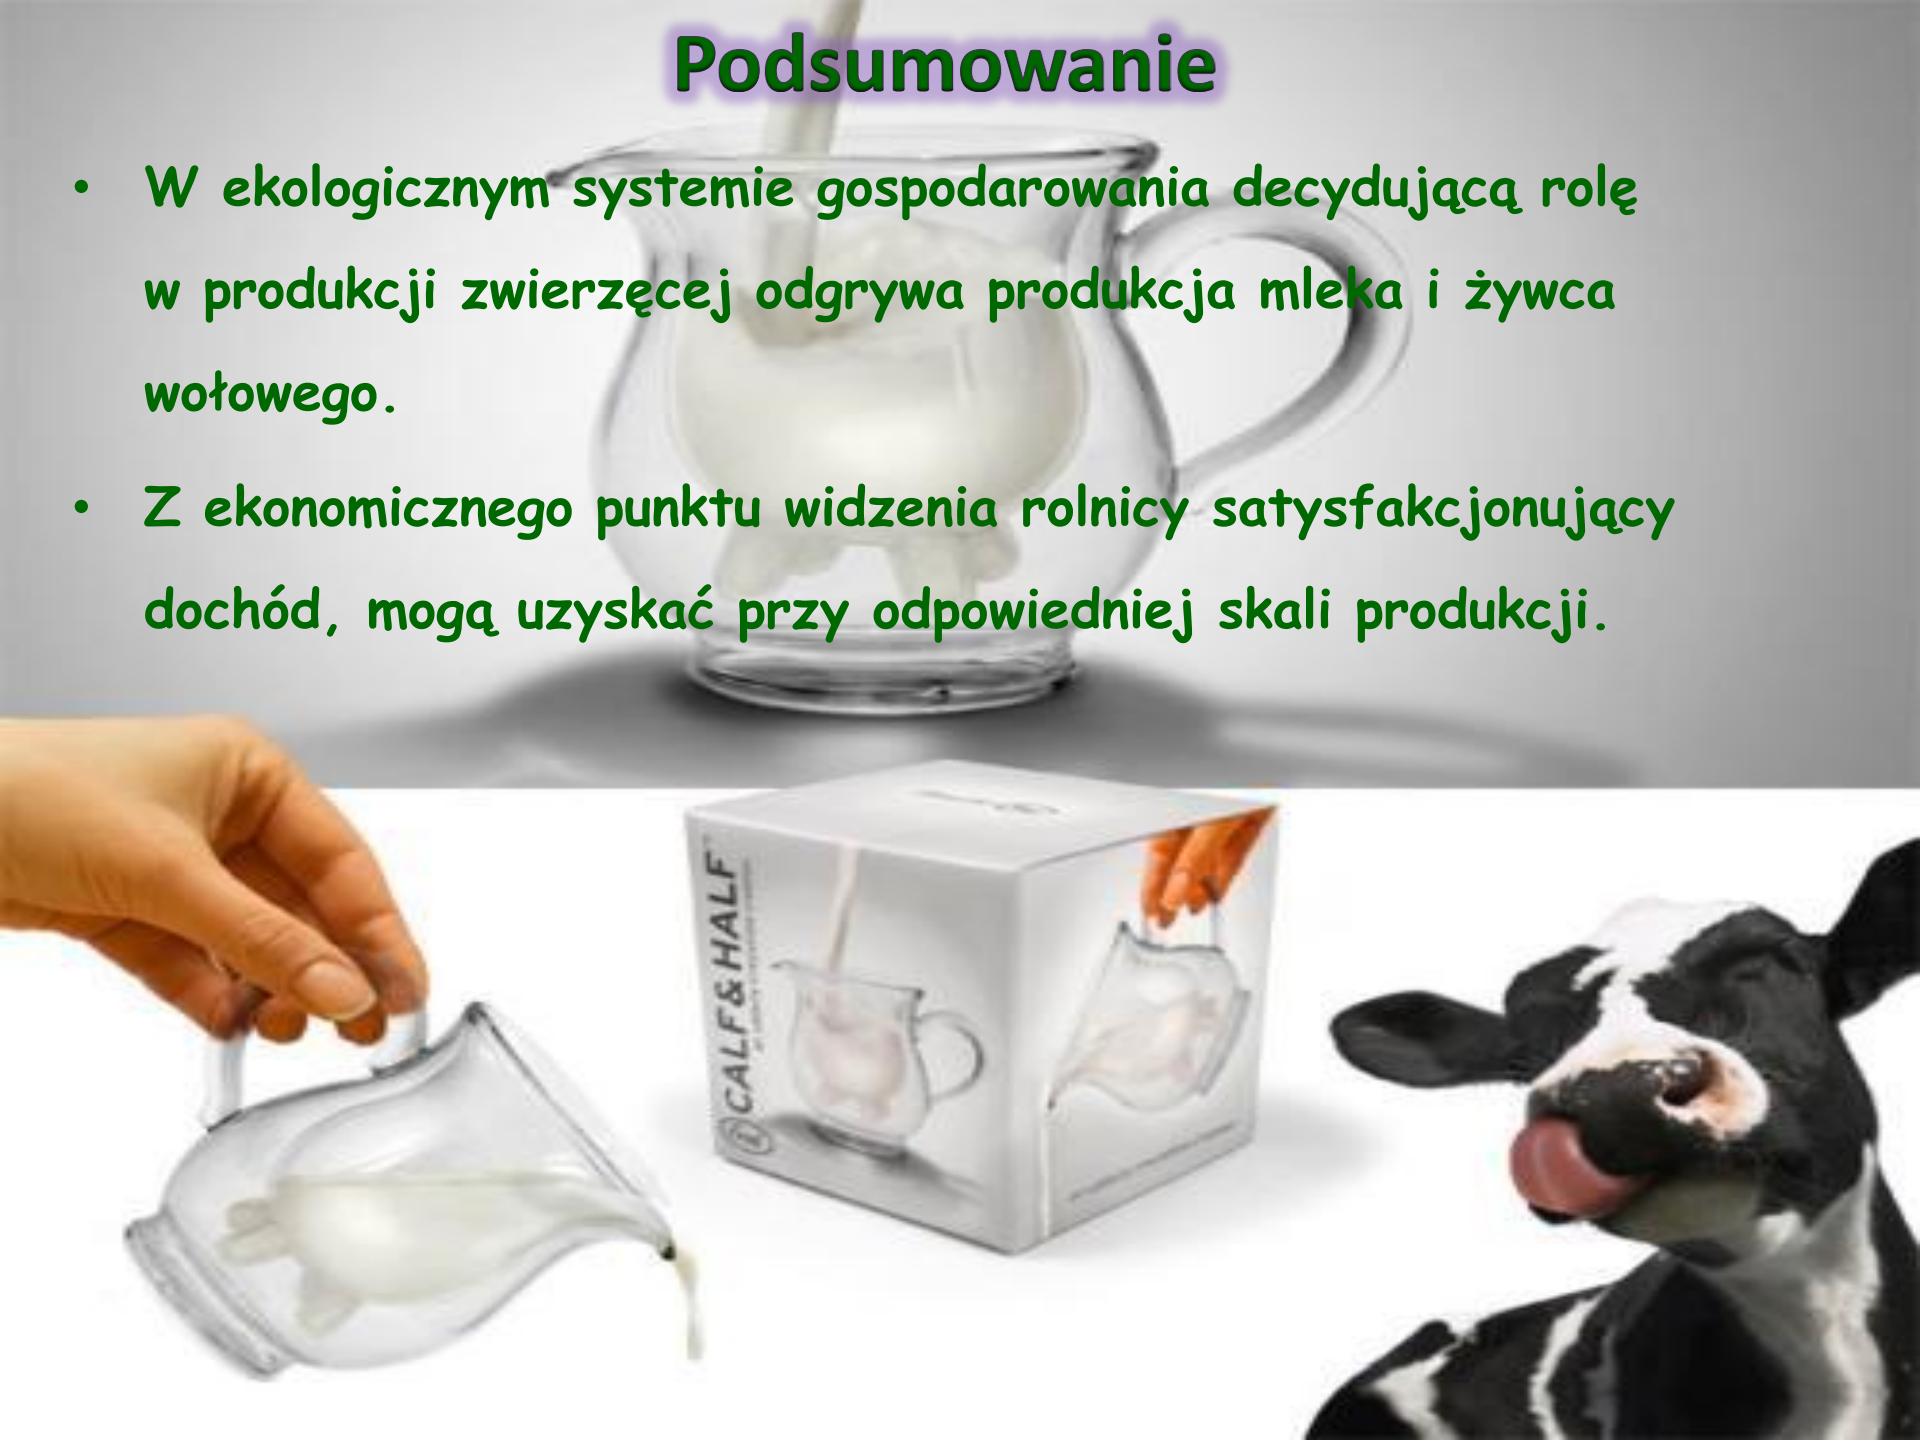 Podsumowanie
• W ekologicznym systemie gospodarowania decydującą rolę
w produkcji zwierzęcej odgrywa produkcja mleka i żywca
wołowego.
• Z ekonomicznego punktu widzenia rolnicy satysfakcjonujący
dochód, mogą uzyskać przy odpowiedniej skali produkcji.
CALF & HALF